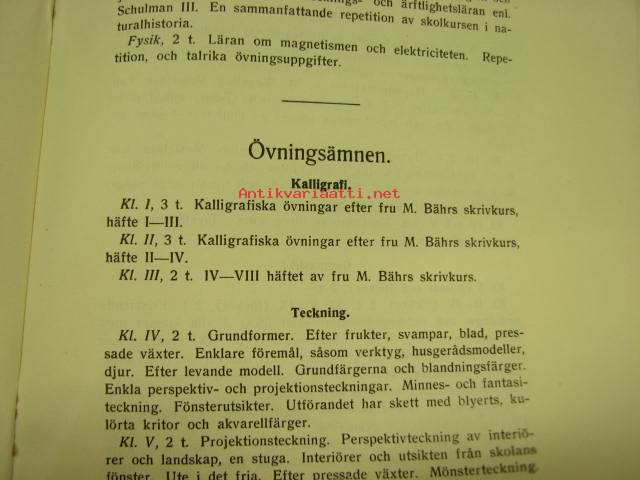 ärftlighetsläran enl.
Schulman III. En sammanfattande repetition av skolkursen i na-
turalhistoria.
Fysik, 2 t. Läran om magnetismen och elektriciteten. Repe-
tition, och talrika övningsuppgifter.
Övningsämnen.
Kalligrafi.
Antikvariaatti.net
Kl. I, 3 t. Kalligrafiska övningar efter fru M. Bährs skrivkurs,
häfte I—III.
Kl. II, 3 t. Kalligrafiska övningar efter fru M. Bährs skrivkurs,
häfte II—IV.
Kl. III, 2 t. IV—VIII häftet av fru M. Bährs skrivkurs.
Teckning.
Kl. IV, 2 t. Grundformer. Efter frukter, svampar, blad, pres-
sade växter. Enklare föremål, såsom verktyg, husgerådsmodeller,
djur. Efter levande modell. Grundfärgerna och blandningsfärger.
Enkla perspektiv- och projektionsteckningar. Minnes- och fantasi-
teckning. Fönsterutsikter. Utförandet har skett med blyerts, ku-
lörta kritor och akvarellfärger.
Kl. V, 2 t. Projektionsteckning. Perspektivteckning av interiö-
rer och landskap, en stuga. Interiörer och utsikten från skolans
fönster. Ute i det fria. Efter pressade växter. Mönsterteckning.